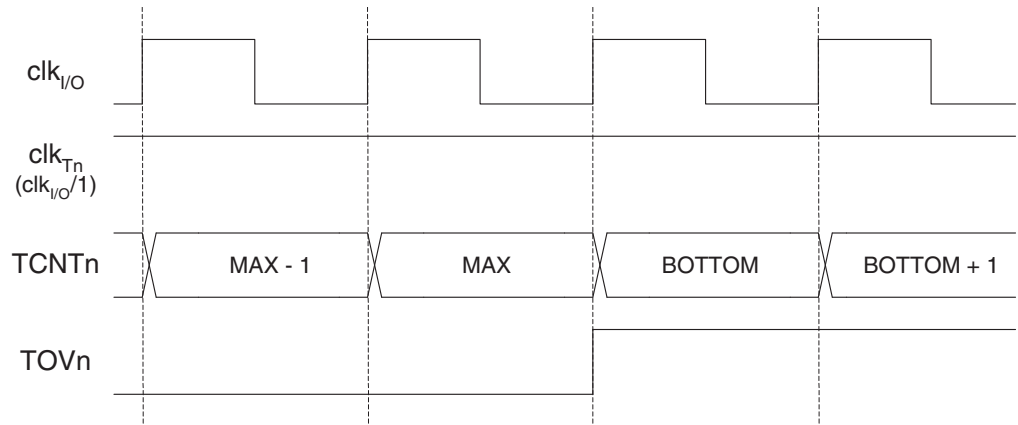 clkI/O
clkTn
(clkI/O/1)
TCNTn MAX - 1 MAX BOTTOM BOTTOM + 1
TOVn